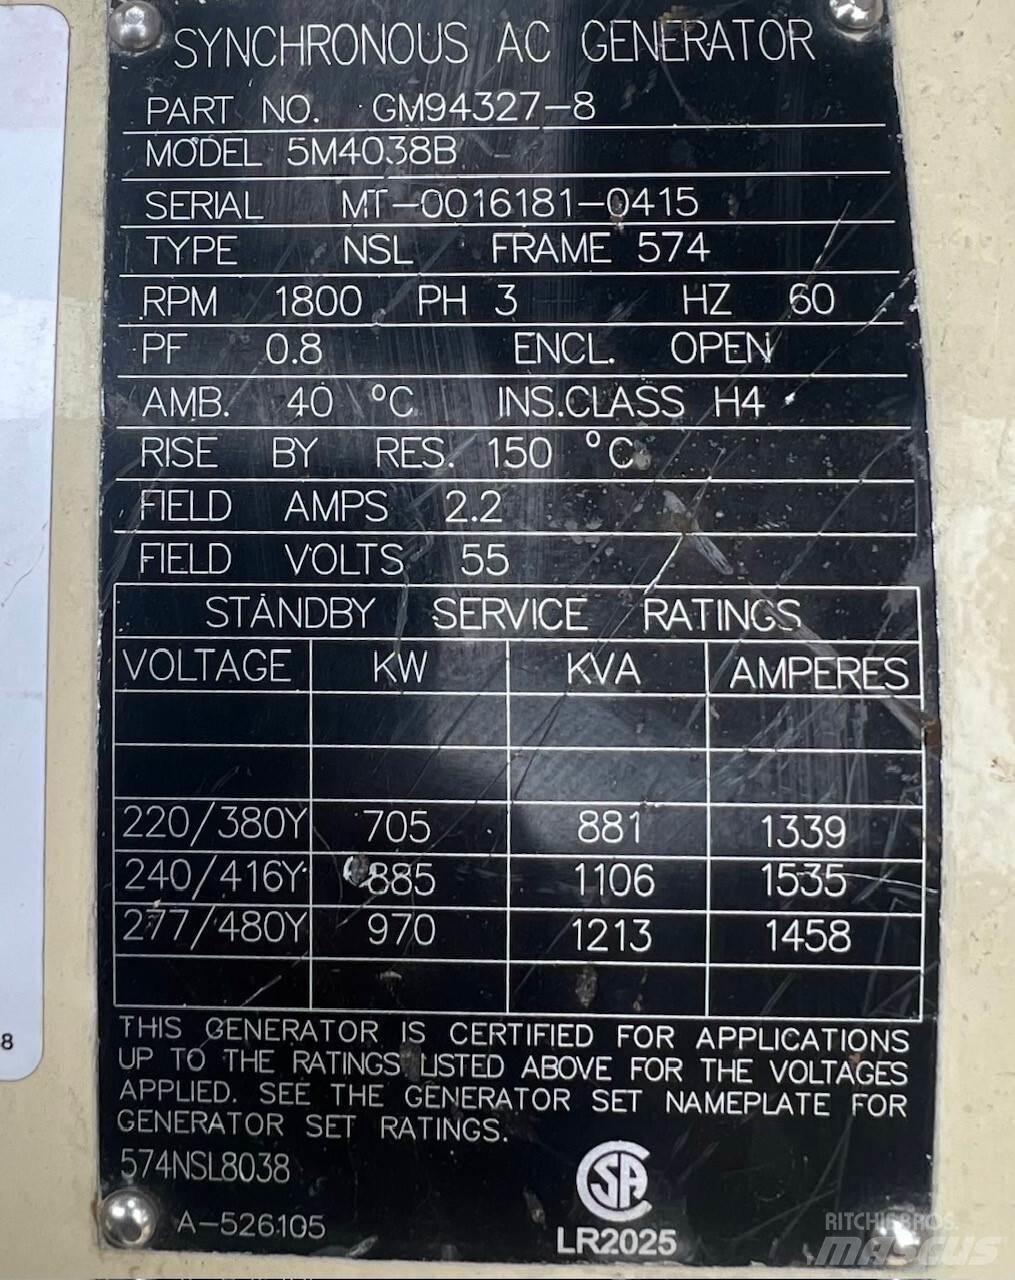 SYNCHRONOUS AC GENERATOR
PART NO. GM94327-8
MODEL 5M4038B
SERIAL MT-0016181-0415
TYPE NSL FRAME 574
RPM 1800 PH 3 HZ 60
PF 0.8 ENCL. OPEN
AMB. 40 °C INS.CLASS H4
RISE BY RES. 150 °C
FIELD AMPS 2.2
FIELD VOLTS 55
STANDBY SERVICE RATINGS
VOLTAGE KW KVA AMPERES
220/380Y 705 881 1339
240/416Y 885 1106 1535
277/480Y 970 1213 1458
THIS GENERATOR IS CERTIFIED FOR APPLICATIONS
UP TO THE RATINGS LISTED ABOVE FOR THE VOLTAGES
APPLIED. SEE THE GENERATOR SET NAMEPLATE FOR
GENERATOR SET RATINGS.
574NSL8038
CSA
A-526105
LR2025
8
RITCHIE BROS.
MASCUS